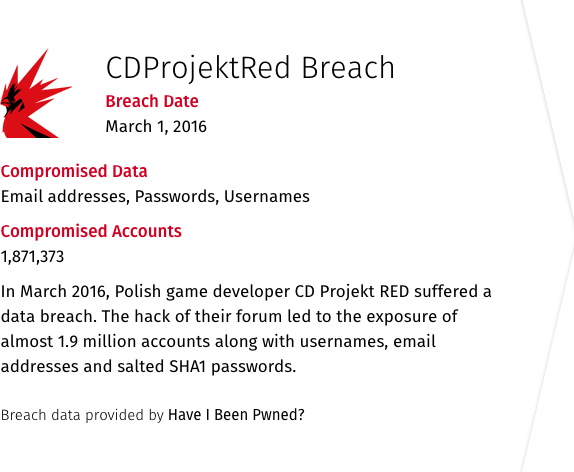 CDProjektRed Breach
Breach Date
March 1, 2016
Compromised Data
Email addresses, Passwords, Usernames
Compromised Accounts
1,871,373
In March 2016, Polish game developer CD Projekt RED suffered a
data breach. The hack of their forum led to the exposure of
almost 1.9 million accounts along with usernames, email
addresses and salted SHA1 passwords.
Breach data provided by Have I Been Pwned?